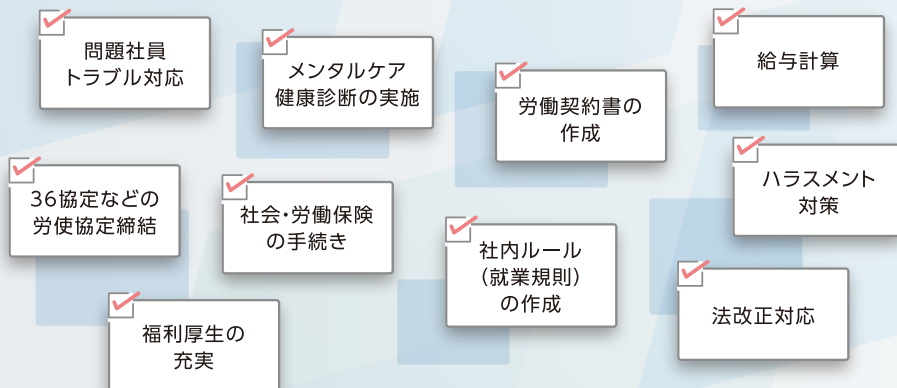 問題社員
トラブル対応
メンタルケア
健康診断の実施
労働契約書の
作成
給与計算
36協定などの
労使協定締結
社会・労働保険
の手続き
社内ルール
（就業規則）
の作成
ハラスメント
対策
福利厚生の
充実
法改正対応